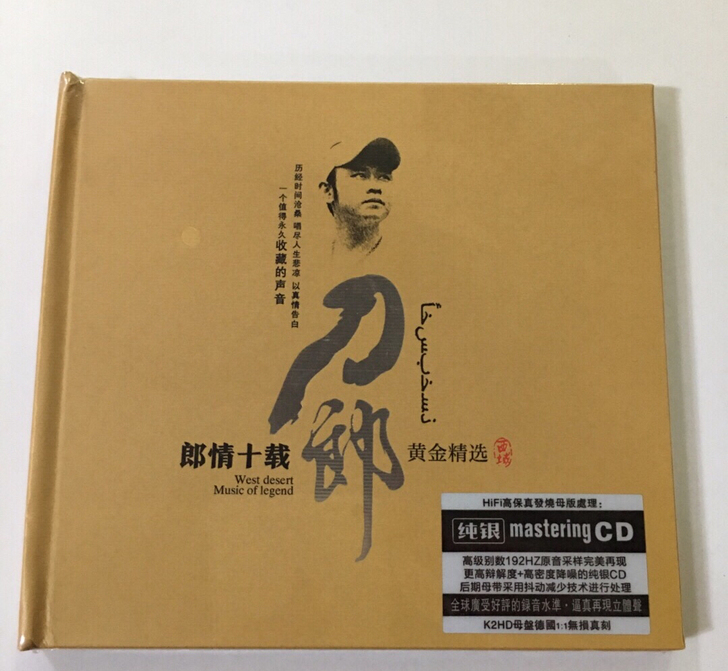 历经时间沧桑 唱尽人生悲凉 以真情告白
一个值得永久收藏的声音
刀郎
郎情十载
West desert
Music of legend
黄金精选
西域
HiFi高保真發燒母版處理：
纯银 mastering CD
高级别数192HZ原音采样完美再现
更高辩解度+高密度降噪的纯银CD
后期母带采用抖动减少技术进行处理
全球廣受好評的録音水準·逼真再現立體聲
K2HD母盤德國1:1無損真刻